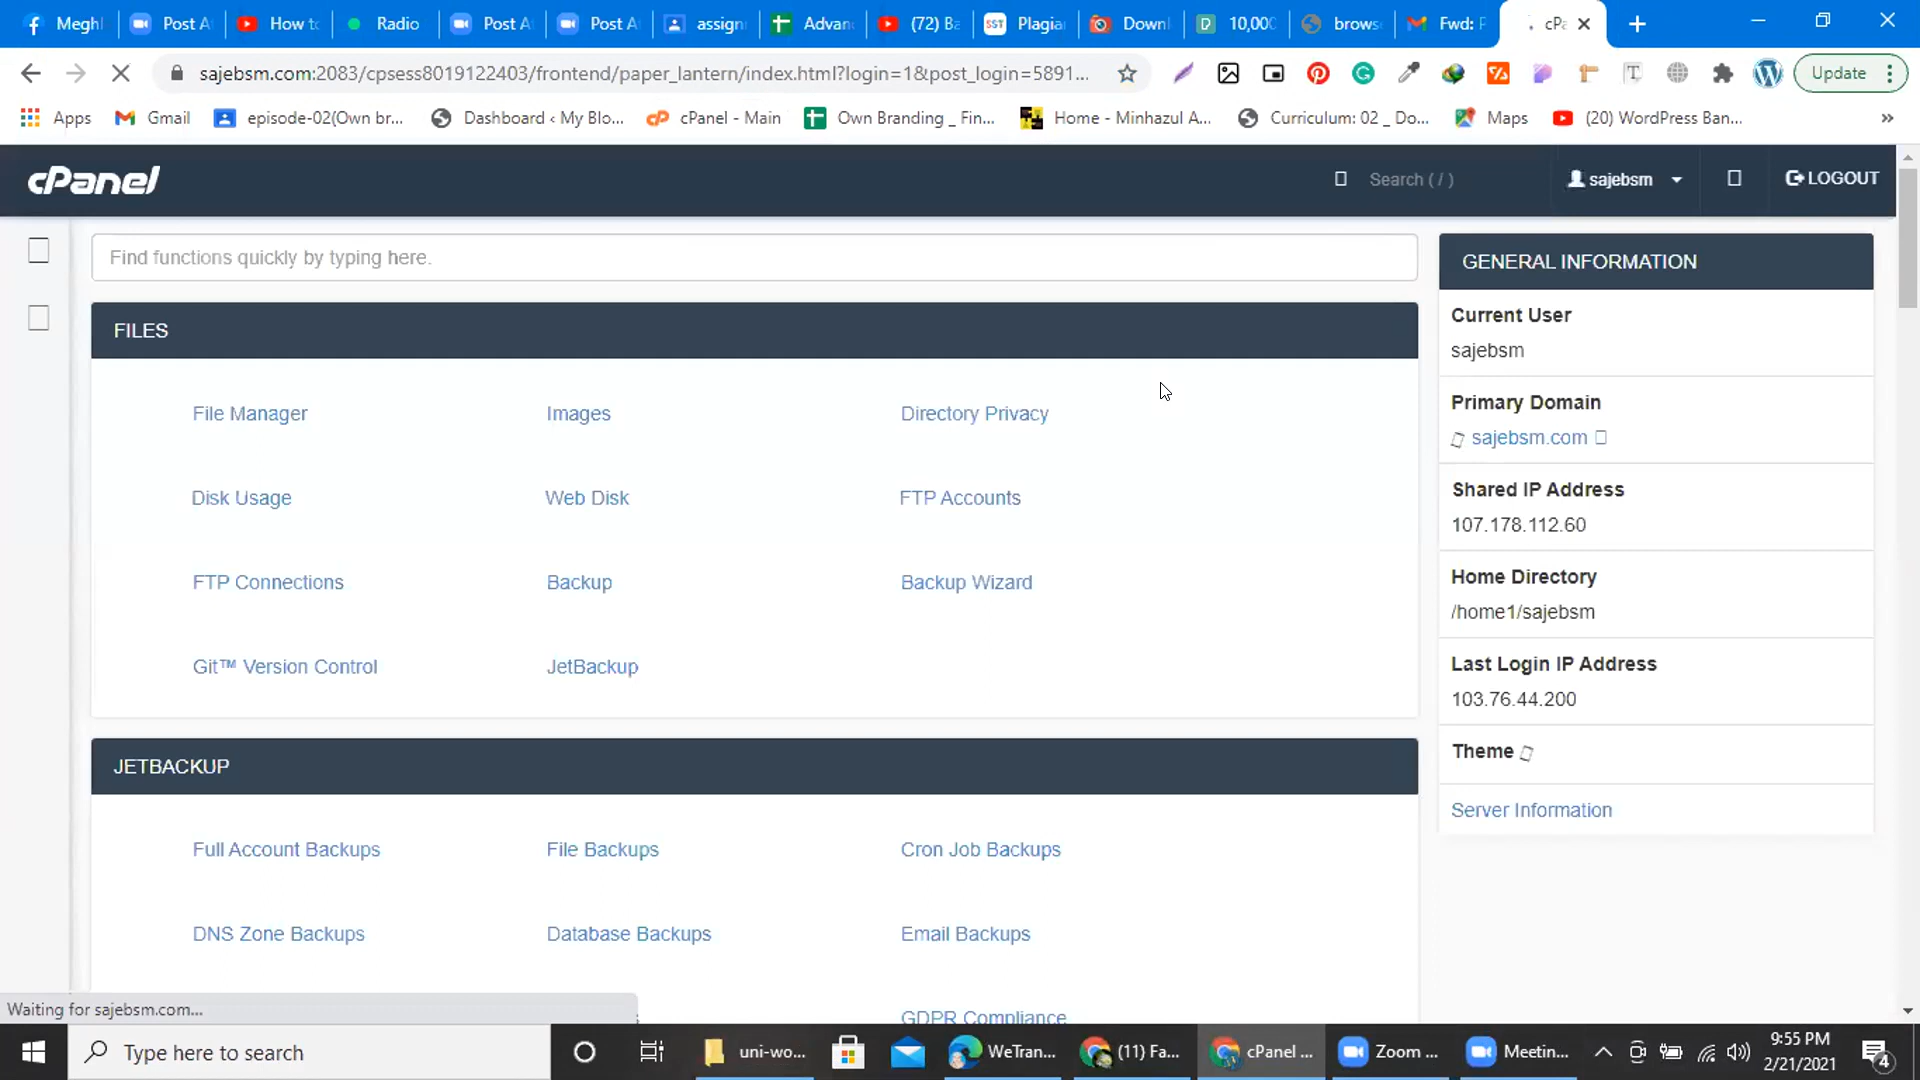 Meghl
Post A
How to
Radio
Post A
Post A
assign
Advan
(72) Ba
SST
Plagia
Downl
10,000
brows
Fwd: F
cPa
sajebsm.com:2083/cpsess8019122403/frontend/paper_lantern/index.html?login=1&post_login=5891...
Update
Apps
Gmail
episode-02(Own br...
Dashboard ‹ My Blo...
cPanel - Main
Own Branding _ Fin...
Home - Minhazul A...
Curriculum: 02 _ Do...
Maps
(20) WordPress Ban...
»
cPanel
Search ( / )
sajebsm
LOGOUT
Find functions quickly by typing here.
FILES
File Manager
Images
Directory Privacy
Disk Usage
Web Disk
FTP Accounts
FTP Connections
Backup
Backup Wizard
Git™ Version Control
JetBackup
JETBACKUP
Full Account Backups
File Backups
Cron Job Backups
DNS Zone Backups
Database Backups
Email Backups
GDPR Compliance
GENERAL INFORMATION
Current User
sajebsm
Primary Domain
sajebsm.com
Shared IP Address
107.178.112.60
Home Directory
/home1/sajebsm
Last Login IP Address
103.76.44.200
Theme
Server Information
Waiting for sajebsm.com...
Type here to search
uni-wo...
WeTran...
(11) Fa...
cPanel ...
Zoom ...
Meetin...
9:55 PM
2/21/2021
4